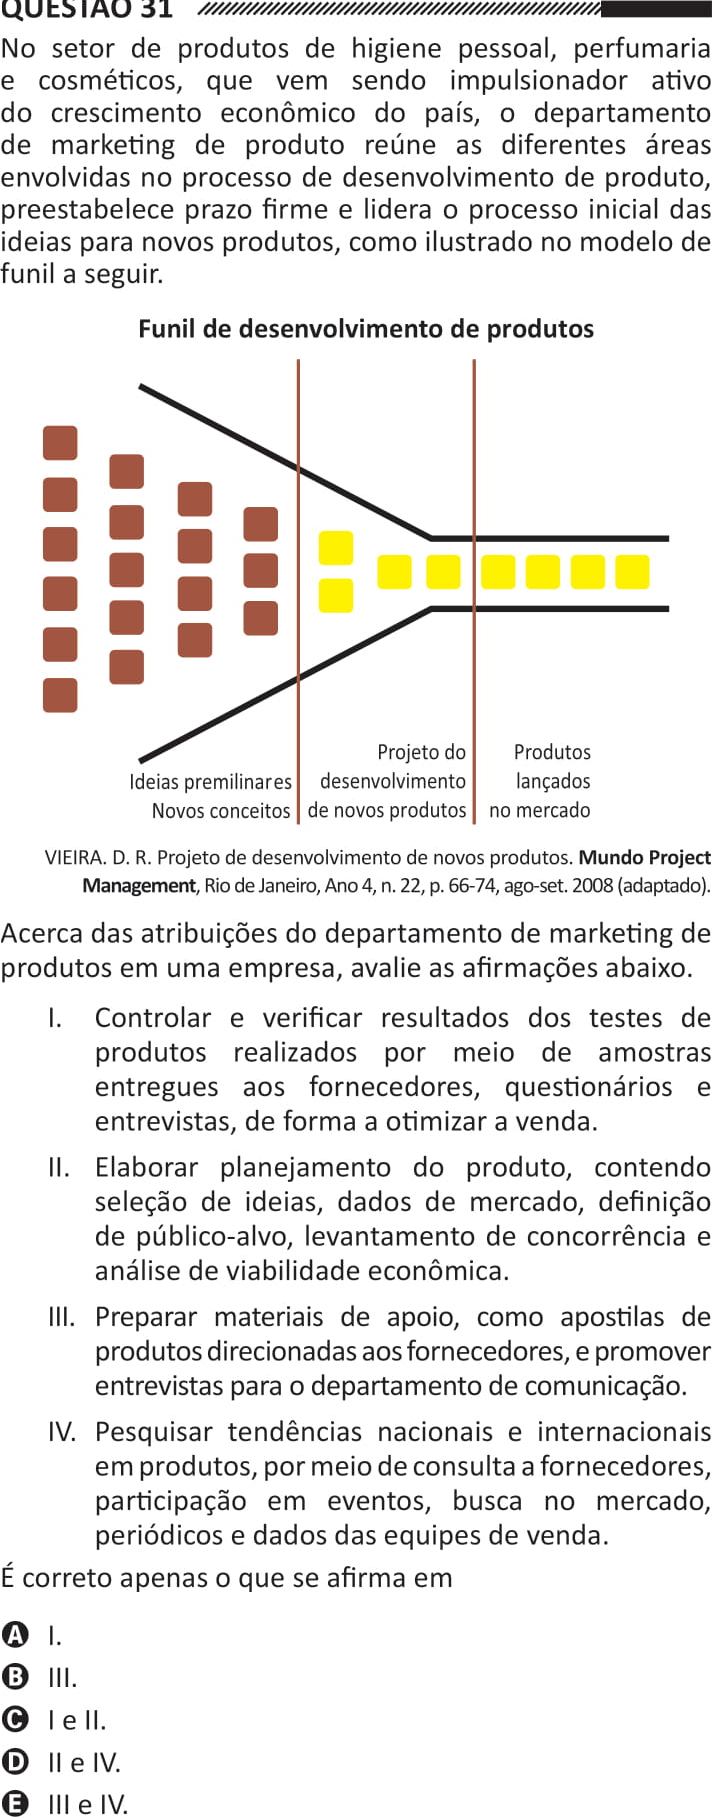 QUESTÃO 31
No setor de produtos de higiene pessoal, perfumaria
e cosméticos, que vem sendo impulsionador ativo
do crescimento econômico do país, o departamento
de marketing de produto reúne as diferentes áreas
envolvidas no processo de desenvolvimento de produto,
preestabelece prazo firme e lidera o processo inicial das
ideias para novos produtos, como ilustrado no modelo de
funil a seguir.
Funil de desenvolvimento de produtos
Ideias premilinares
Novos conceitos
Projeto do
desenvolvimento
de novos produtos
Produtos
lançados
no mercado
VIEIRA. D. R. Projeto de desenvolvimento de novos produtos. Mundo Project
Management, Rio de Janeiro, Ano 4, n. 22, p. 66-74, ago-set. 2008 (adaptado).
Acerca das atribuições do departamento de marketing de
produtos em uma empresa, avalie as afirmações abaixo.
I. Controlar e verificar resultados dos testes de
produtos realizados por meio de amostras
entregues aos fornecedores, questionários e
entrevistas, de forma a otimizar a venda.
II. Elaborar planejamento do produto, contendo
seleção de ideias, dados de mercado, definição
de público-alvo, levantamento de concorrência e
análise de viabilidade econômica.
III. Preparar materiais de apoio, como apostilas de
produtos direcionadas aos fornecedores, e promover
entrevistas para o departamento de comunicação.
IV. Pesquisar tendências nacionais e internacionais
em produtos, por meio de consulta a fornecedores,
participação em eventos, busca no mercado,
periódicos e dados das equipes de venda.
É correto apenas o que se afirma em
A I.
B III.
C I e II.
D II e IV.
E III e IV.